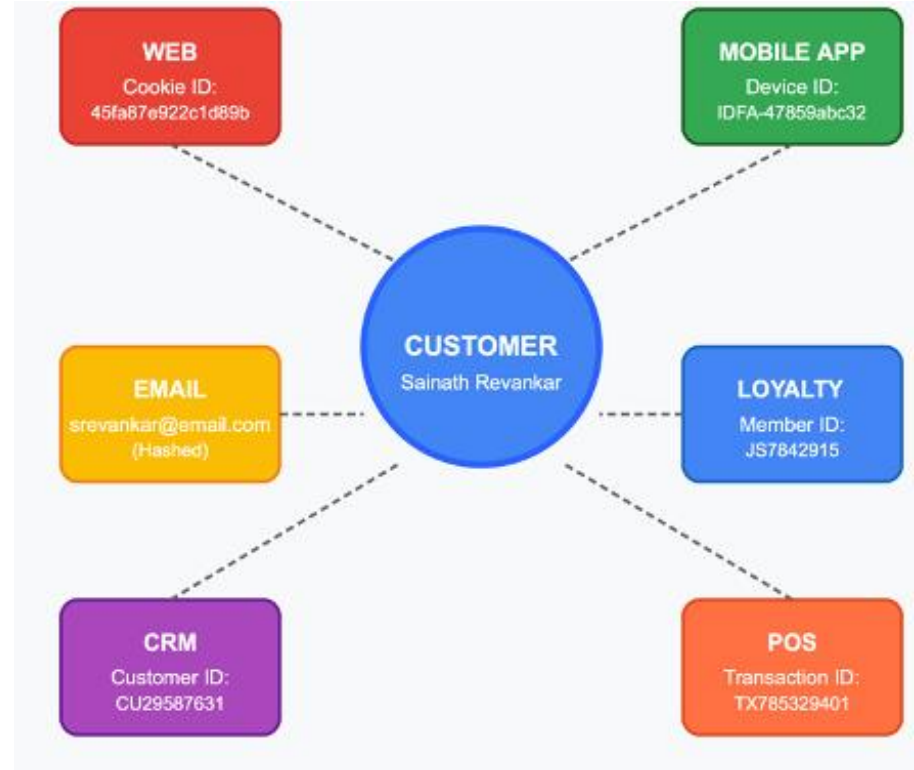 WEB
Cookie ID:
45fa87e922c1d89b
MOBILE APP
Device ID:
IDFA-47859abc32
CUSTOMER
Sainath Revankar
EMAIL
srevankar@email.com
(Hashed)
LOYALTY
Member ID:
JS7842915
CRM
Customer ID:
CU29587631
POS
Transaction ID:
TX785329401